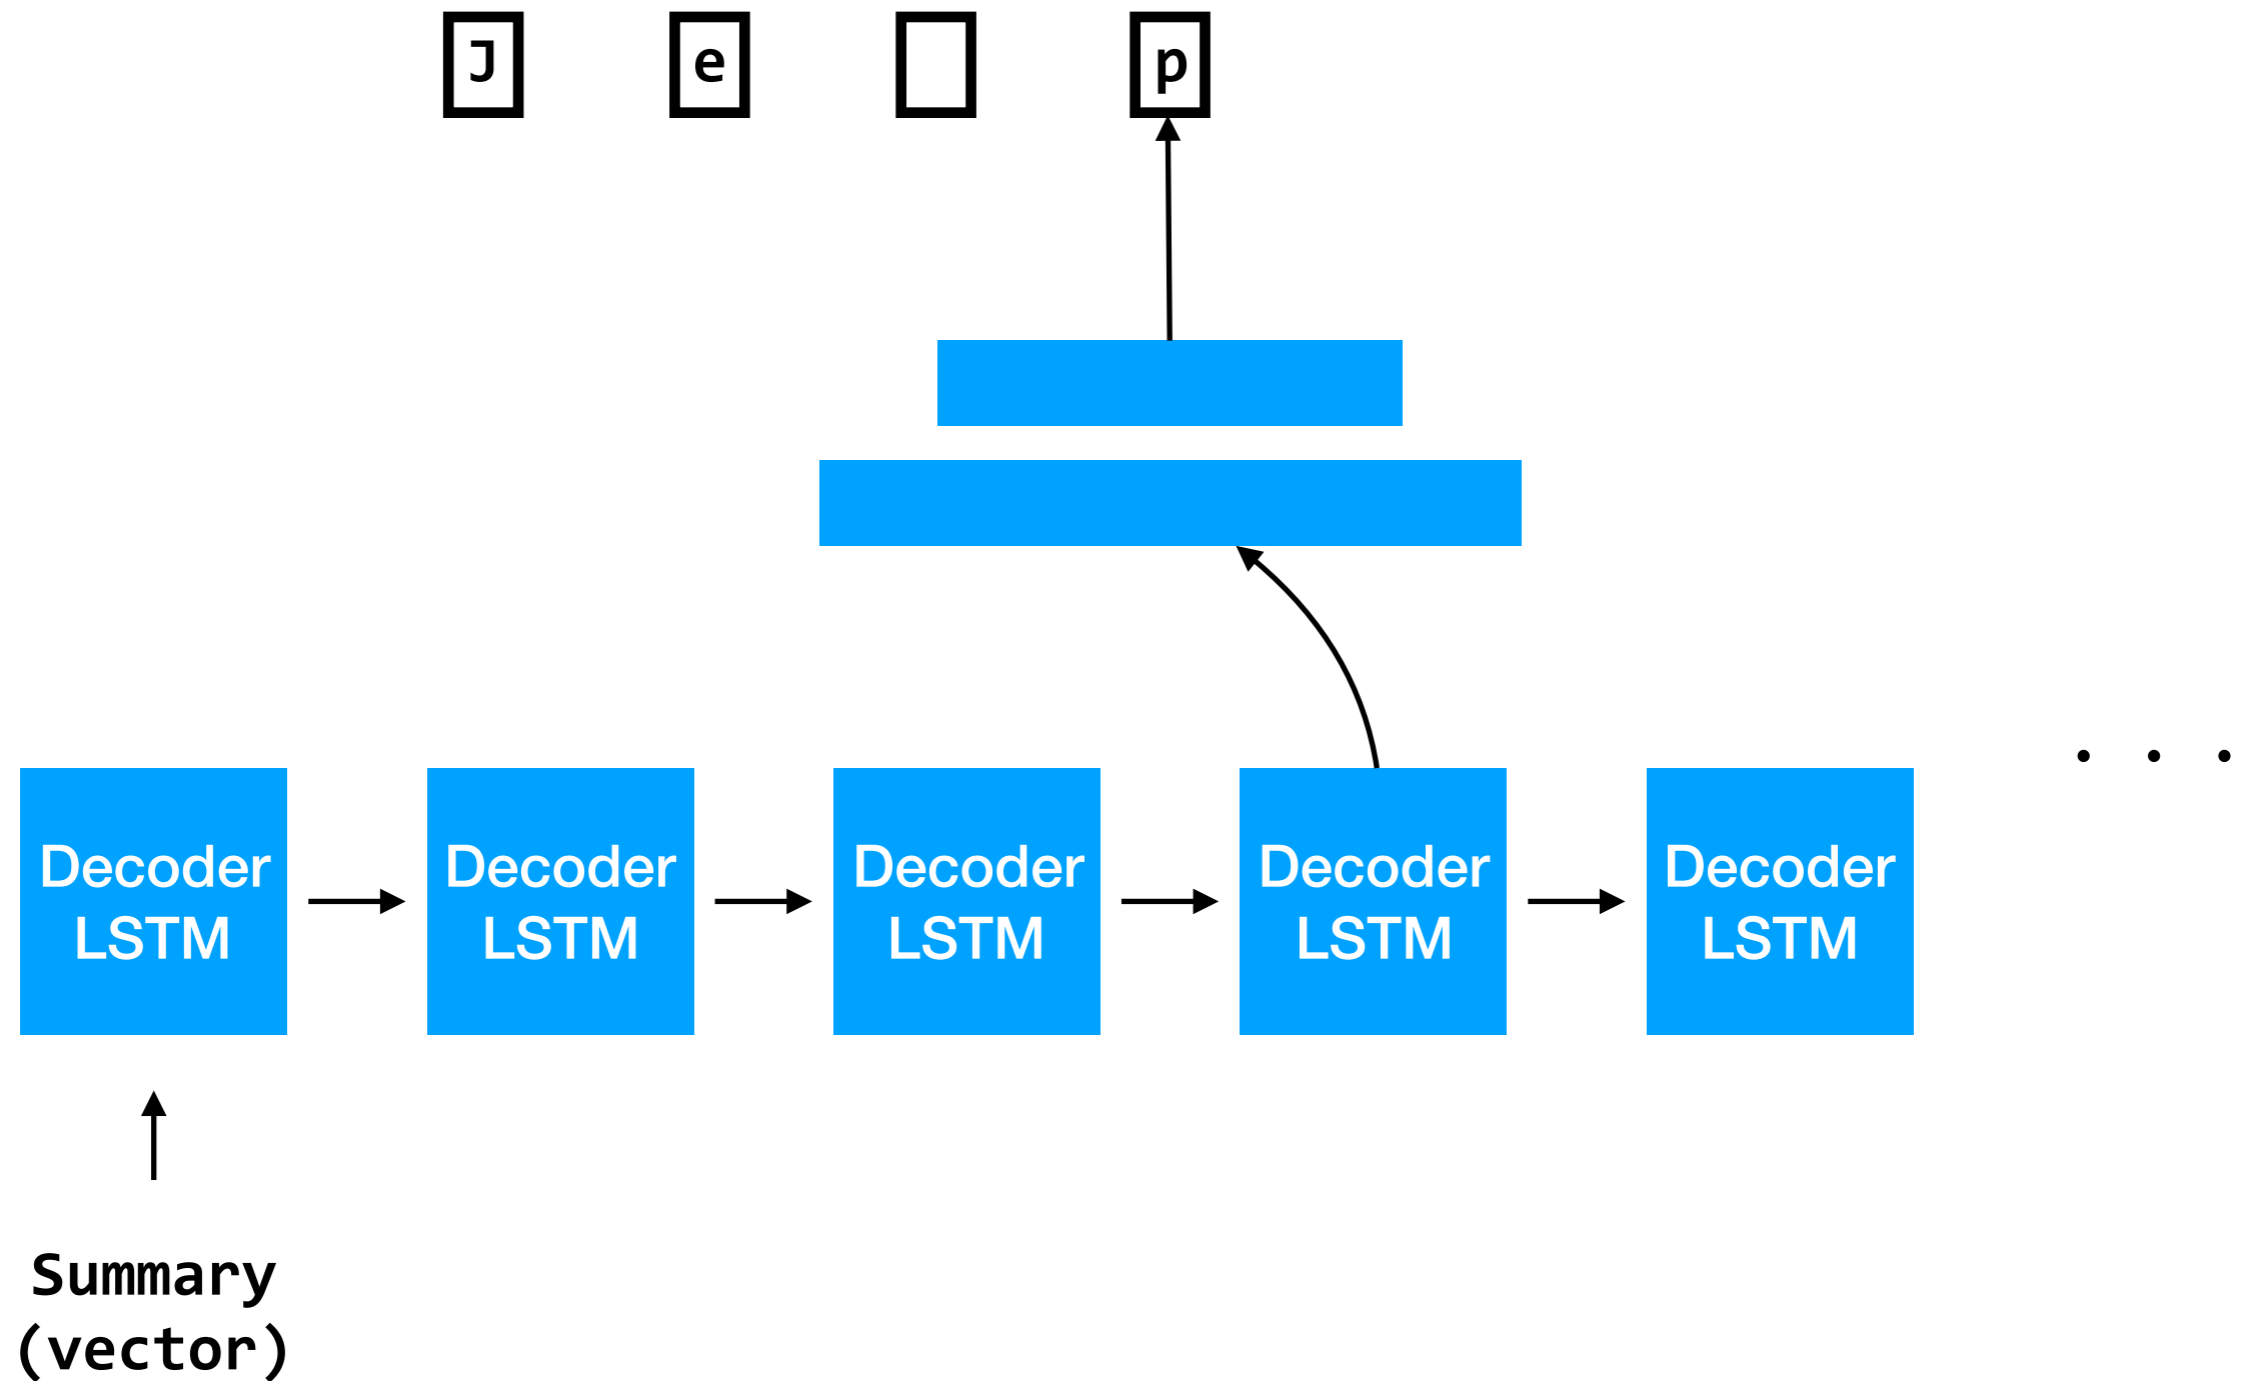 J e p
Decoder Decoder Decoder Decoder Decoder
LSTM LSTM LSTM LSTM LSTM
. . .
Summary
(vector)